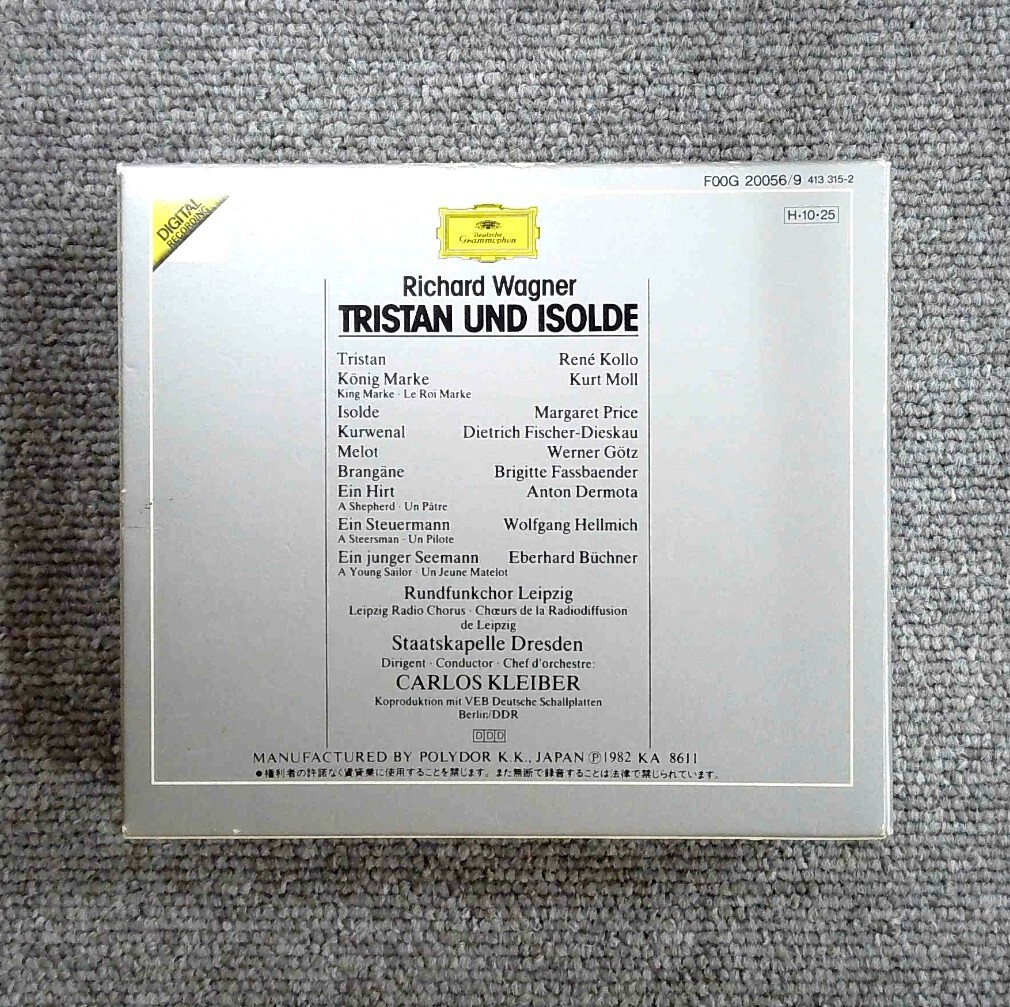 F00G 20056/9 413 315-2
H·10·25
DIGITAL
RECORDING
Deutsche
Grammophon
Richard Wagner
TRISTAN UND ISOLDE
Tristan René Kollo
König Marke Kurt Moll
King Marke · Le Roi Marke
Isolde Margaret Price
Kurwenal Dietrich Fischer-Dieskau
Melot Werner Götz
Brangäne Brigitte Fassbaender
Ein Hirt Anton Dermota
A Shepherd · Un Pâtre
Ein Steuermann Wolfgang Hellmich
A Steersman · Un Pilote
Ein junger Seemann Eberhard Büchner
A Young Sailor · Un Jeune Matelot
Rundfunkchor Leipzig
Leipzig Radio Chorus · Chœurs de la Radiodiffusion
de Leipzig
Staatskapelle Dresden
Dirigent · Conductor · Chef d'orchestre:
CARLOS KLEIBER
Koproduktion mit VEB Deutsche Schallplatten
Berlin/DDR
DDD
MANUFACTURED BY POLYDOR K.K., JAPAN Ⓟ1982 KA 8611
●権利者の許諾なく賃貸業に使用することを禁じます。また無断で録音することは法律で禁じられています。